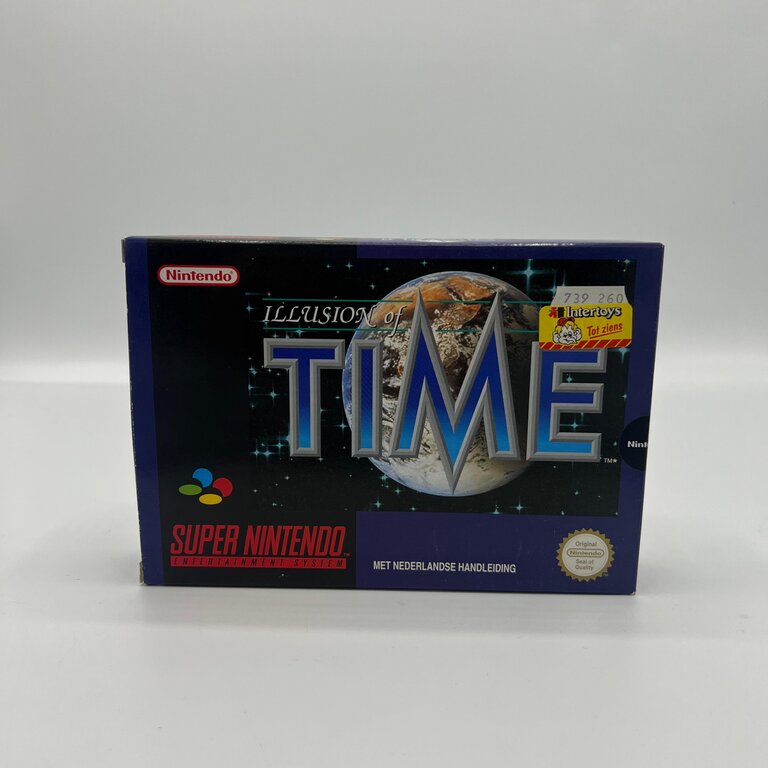 Nintendo
739 260
Intertoys
Tot ziens
ILLUSION of
TIME
TM*
SUPER NINTENDO
TM
ENTERTAINMENT SYSTEM
MET NEDERLANDSE HANDLEIDING
Original
Nintendo
Seal of
Quality